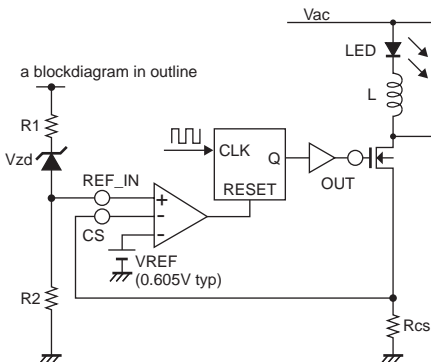 Vac
LED
a blockdiagram in outline
L
R1
Vzd
CLK
Q
REF_IN
RESET
OUT
+
-
CS
-
VREF
(0.605V typ)
R2
Rcs